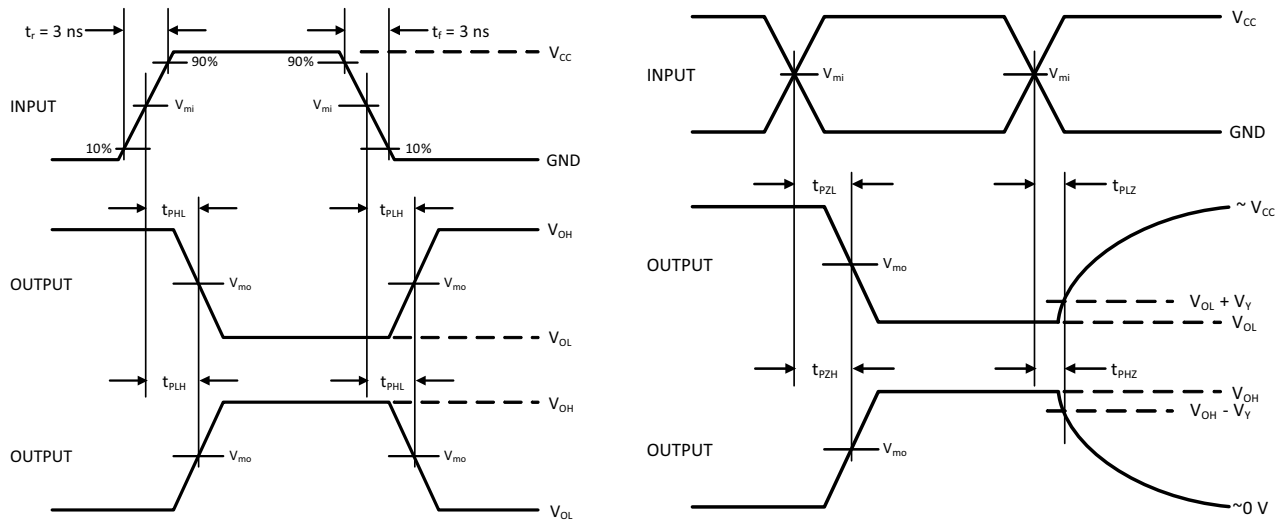 t_r = 3 ns
t_f = 3 ns
V_CC
90%
90%
INPUT
V_mi
V_mi
10%
10%
GND
t_PHL
t_PLH
V_OH
OUTPUT
V_mo
V_mo
V_OL
t_PLH
t_PHL
V_OH
OUTPUT
V_mo
V_mo
V_OL
V_CC
INPUT
V_mi
V_mi
GND
t_PZL
t_PLZ
~ V_CC
OUTPUT
V_mo
V_OL + V_Y
V_OL
t_PZH
t_PHZ
V_OH
V_OH - V_Y
OUTPUT
V_mo
~0 V